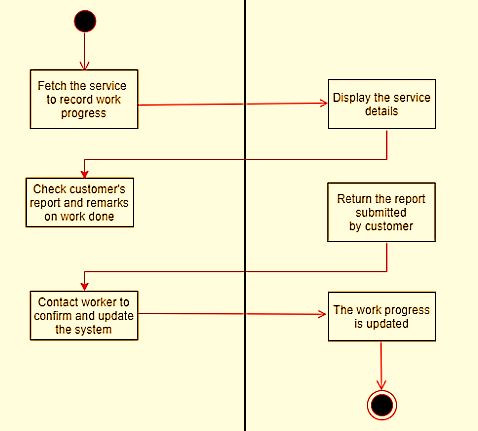 Fetch the service
to record work
progress
Display the service
details
Check customer's
report and remarks
on work done
Return the report
submitted
by customer
Contact worker to
confirm and update
the system
The work progress
is updated